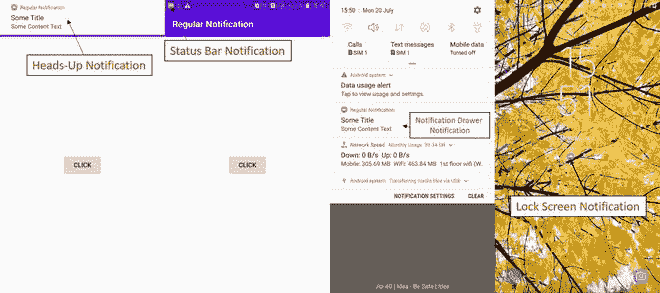 Regular Notification
Some Title
Some Content Text
Heads-Up Notification
CLICK
Regular Notification
Status Bar Notification
CLICK
15:50
Mon 20 July
Calls
SIM 1
Text messages
SIM 1
Mobile data
Turned off
Android system
Data usage alert
Tap to view usage and settings.
Regular Notification
Some Title
Some Content Text
Notification Drawer
Notification
Network Speed Monthly Usage
Down: 0 B/s Up: 0 B/s
Mobile: 305.69 MB WiFi: 463.84 MB 1st floor wifi (W.
Android system Transferring media files via USB
NOTIFICATION SETTINGS CLEAR
Lock Screen Notification